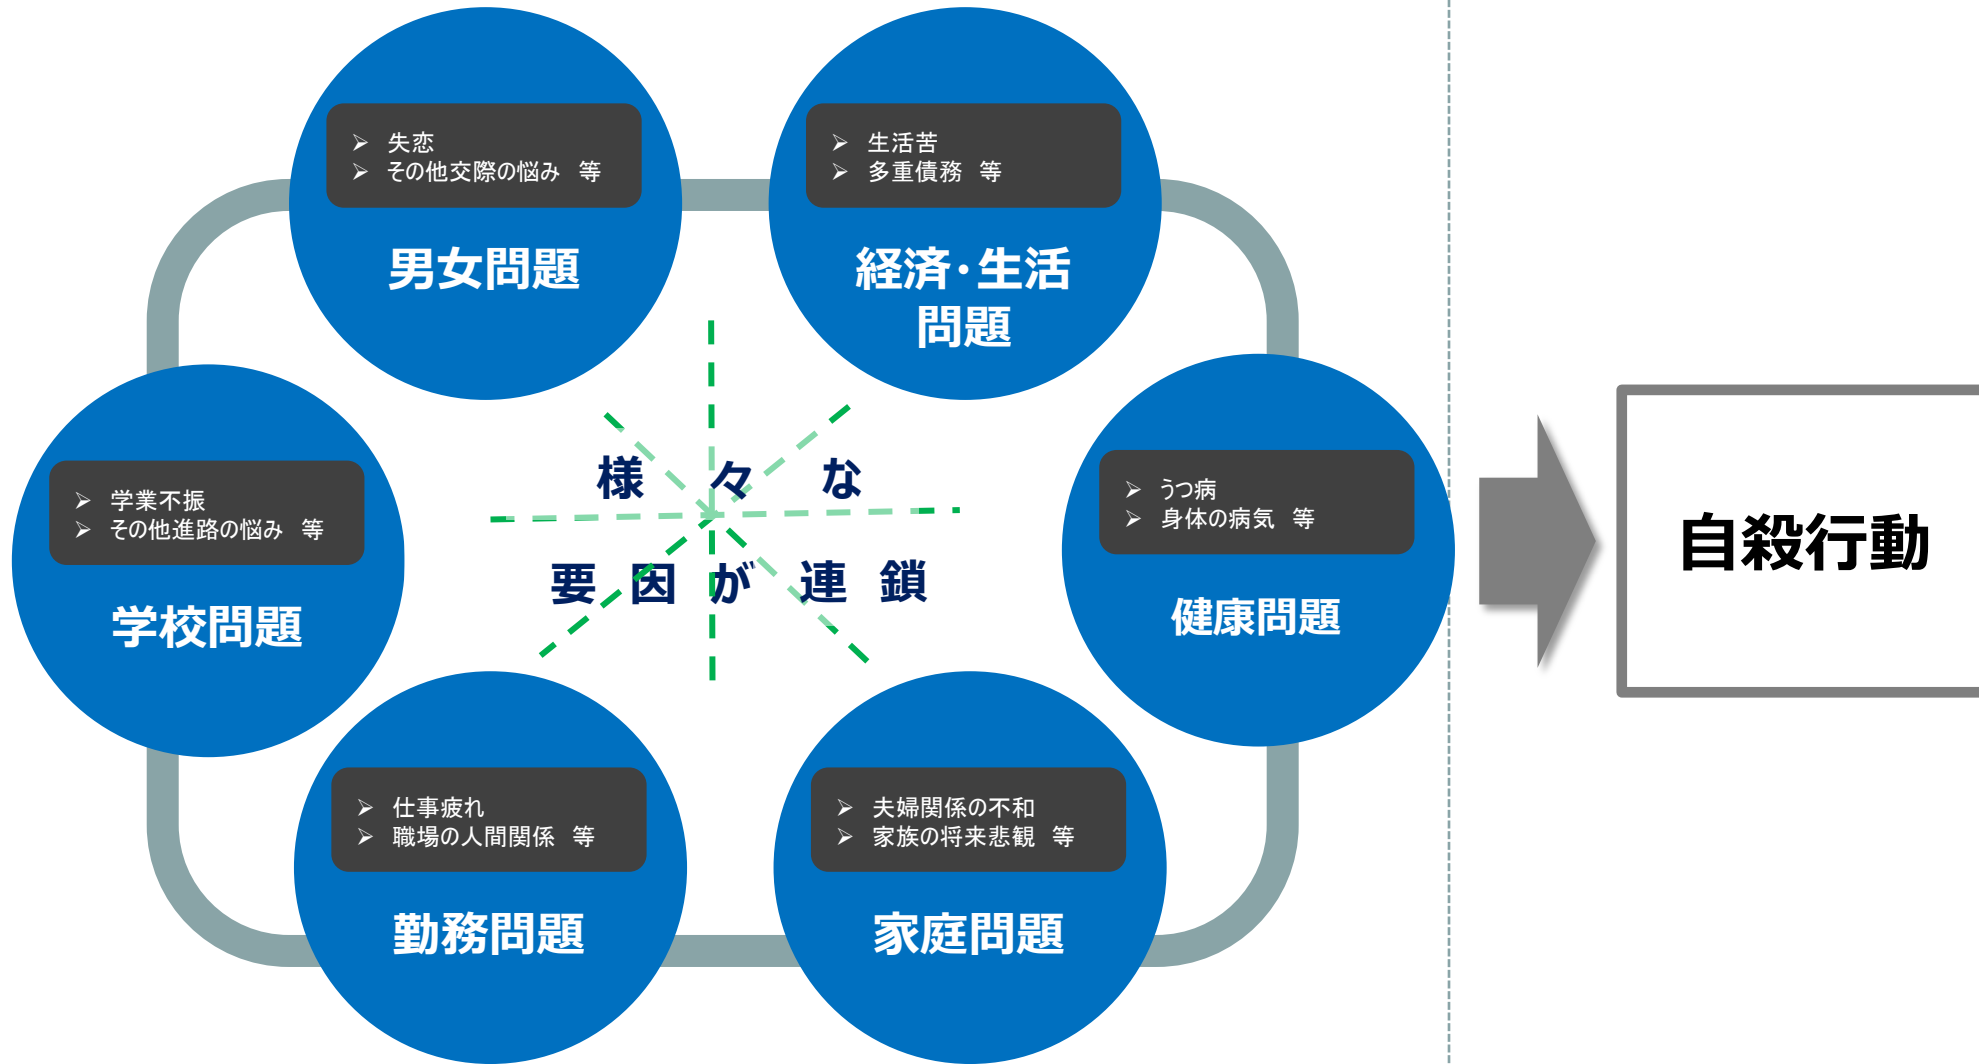 失恋
その他交際の悩み 等
男女問題
生活苦
多重債務 等
経済・生活
問題
学業不振
その他進路の悩み 等
学校問題
様々な
要因が連鎖
うつ病
身体の病気 等
健康問題
仕事疲れ
職場の人間関係 等
勤務問題
夫婦関係の不和
家族の将来悲観 等
家庭問題
自殺行動